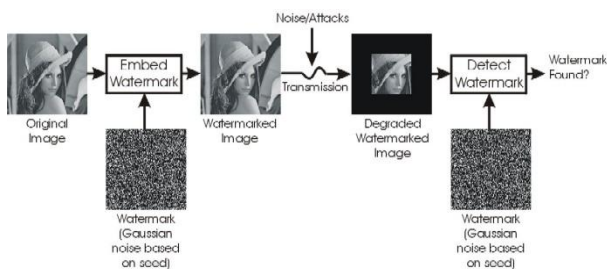 Noise/Attacks
Embed
Watermark
Detect
Watermark
Watermark
Found?
Transmission
Original
Image
Watermarked
Image
Degraded
Watermarked
Image
Watermark
(Gaussian
noise based
on seed)
Watermark
(Gaussian
noise based
on seed)